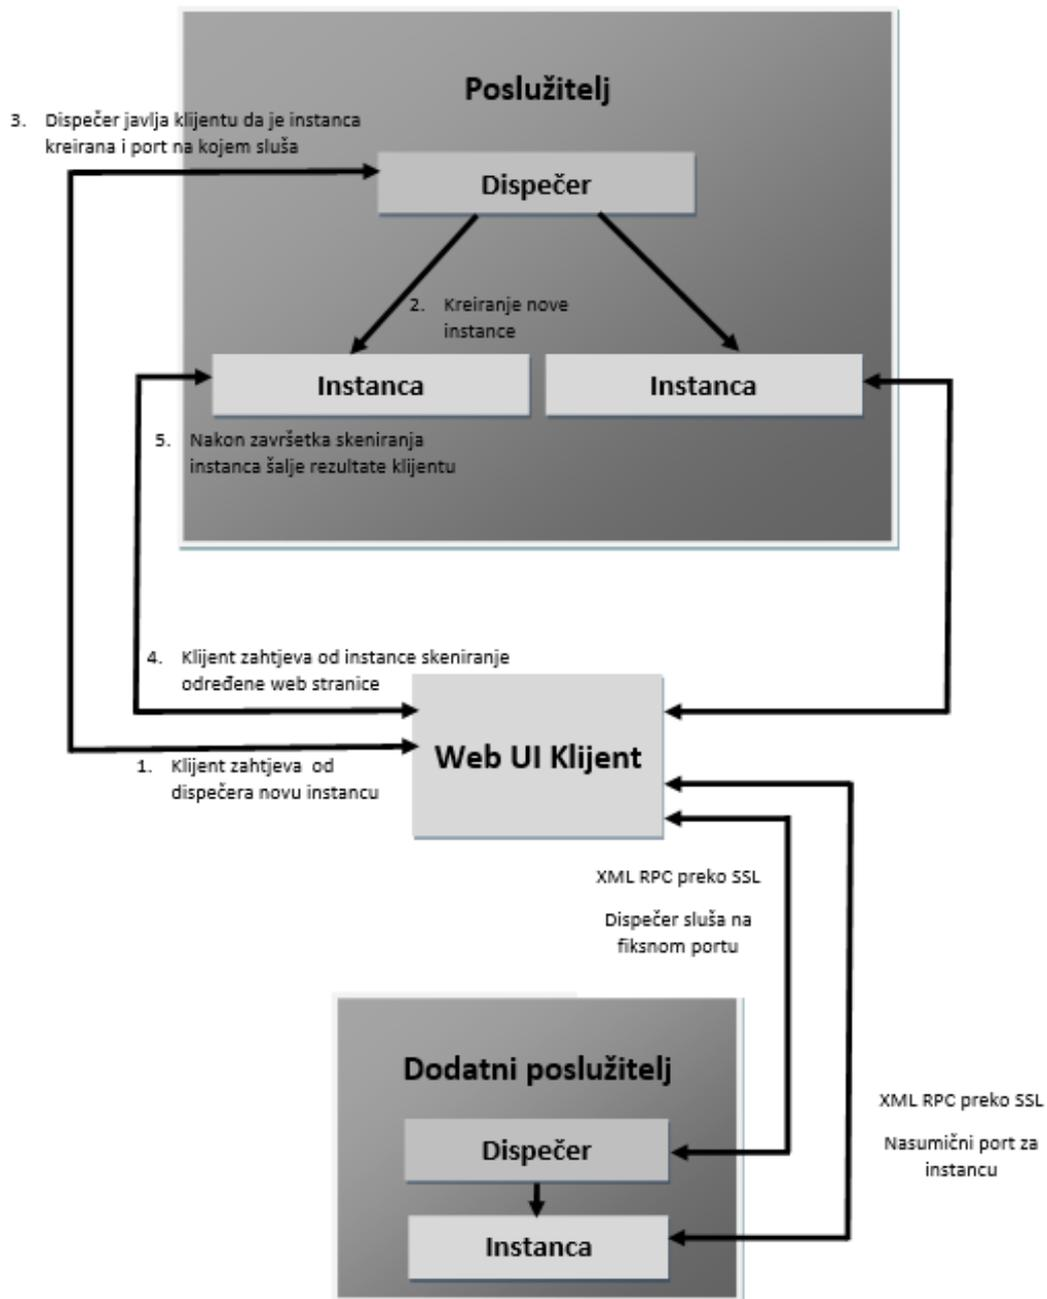 Poslužitelj
3. Dispečer javlja klijentu da je instanca
kreirana i port na kojem sluša
Dispečer
2. Kreiranje nove
instance
Instanca
Instanca
5. Nakon završetka skeniranja
instanca šalje rezultate klijentu
4. Klijent zahtjeva od instance skeniranje
određene web stranice
Web UI Klijent
1. Klijent zahtjeva od
dispečera novu instancu
XML RPC preko SSL
Dispečer sluša na
fiksnom portu
Dodatni poslužitelj
XML RPC preko SSL
Nasumični port za
instancu
Dispečer
Instanca